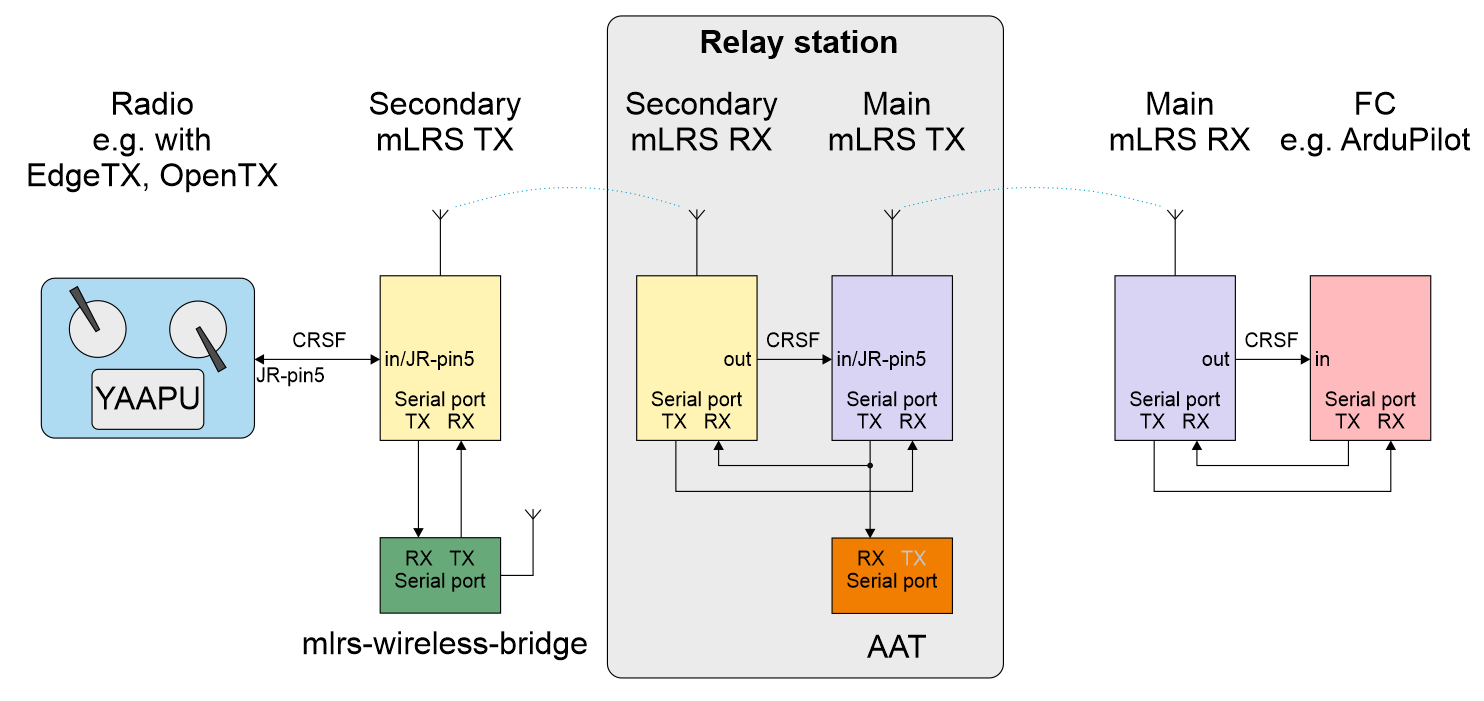 Relay station
Radio
e.g. with
EdgeTX, OpenTX
Secondary
mLRS TX
Secondary
mLRS RX
Main
mLRS TX
Main
mLRS RX
FC
e.g. ArduPilot
YAAPU
CRSF
JR-pin5
in/JR-pin5
Serial port
TX RX
out
Serial port
TX RX
CRSF
in/JR-pin5
Serial port
TX RX
out
Serial port
TX RX
CRSF
in
Serial port
TX RX
RX TX
Serial port
mlrs-wireless-bridge
RX TX
Serial port
AAT